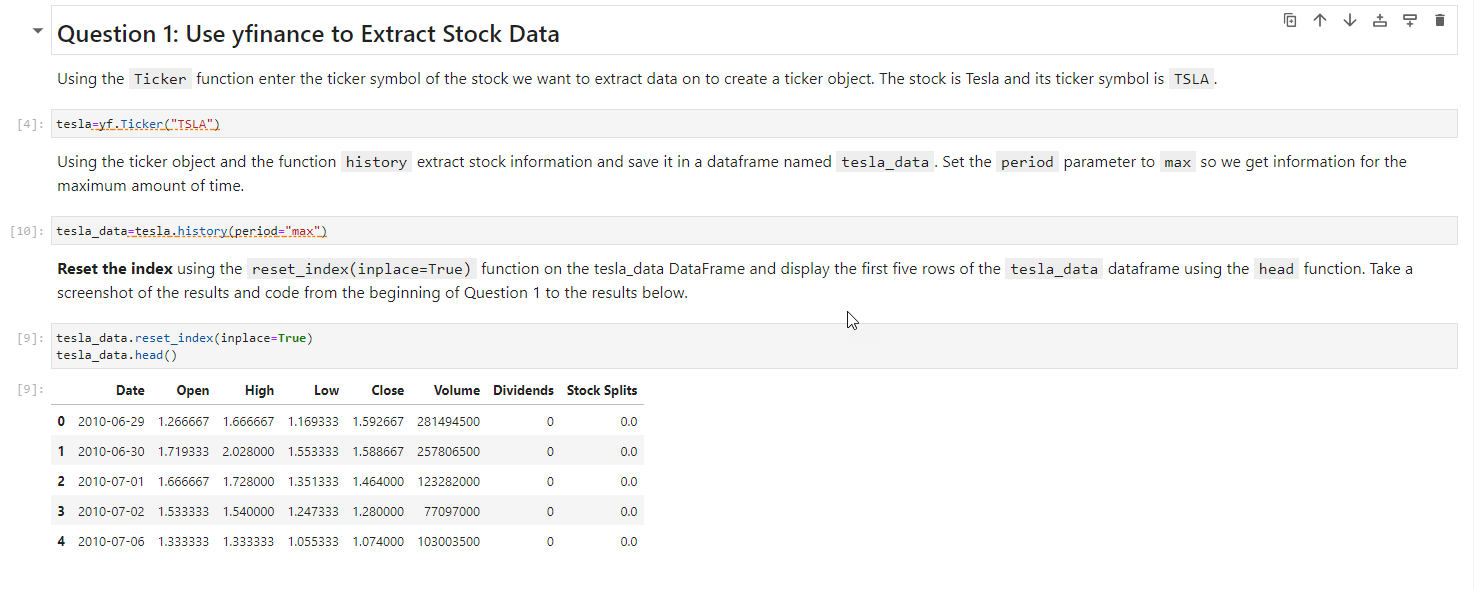 Question 1: Use yfinance to Extract Stock Data
Using the Ticker function enter the ticker symbol of the stock we want to extract data on to create a ticker object. The stock is Tesla and its ticker symbol is TSLA .
[4]: tesla=yf.Ticker("TSLA")
Using the ticker object and the function history extract stock information and save it in a dataframe named tesla_data . Set the period parameter to max so we get information for the
maximum amount of time.
[10]: tesla_data=tesla.history(period="max")
Reset the index using the reset_index(inplace=True) function on the tesla_data DataFrame and display the first five rows of the tesla_data dataframe using the head function. Take a
screenshot of the results and code from the beginning of Question 1 to the results below.
[9]: tesla_data.reset_index(inplace=True)
tesla_data.head()
[9]: Date Open High Low Close Volume Dividends Stock Splits
0 2010-06-29 1.266667 1.666667 1.169333 1.592667 281494500 0 0.0
1 2010-06-30 1.719333 2.028000 1.553333 1.588667 257806500 0 0.0
2 2010-07-01 1.666667 1.728000 1.351333 1.464000 123282000 0 0.0
3 2010-07-02 1.533333 1.540000 1.247333 1.280000 77097000 0 0.0
4 2010-07-06 1.333333 1.333333 1.055333 1.074000 103003500 0 0.0